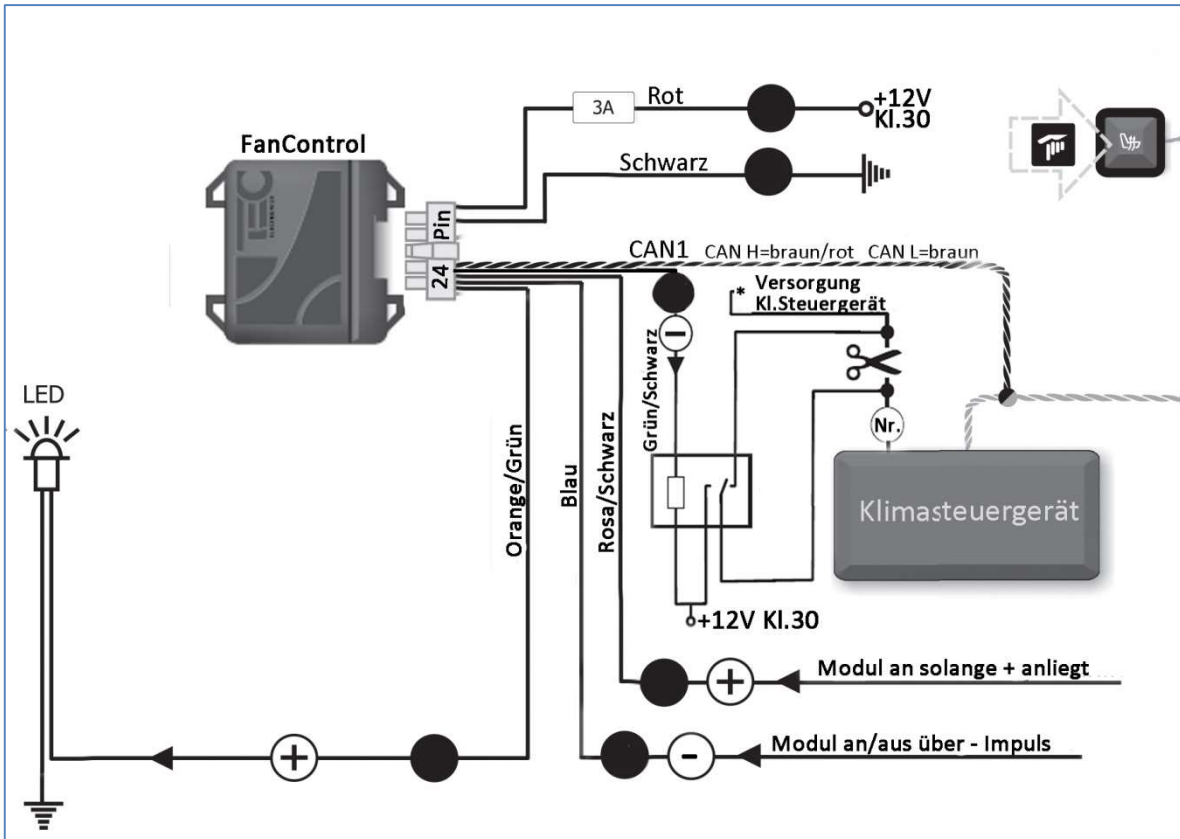 3A
Rot
+12V
Kl.30
FanControl
Schwarz
Pin
24
CAN1 CAN H=braun/rot CAN L=braun
* Versorgung
Kl.Steuergerät
Grün/Schwarz
Nr.
LED
Orange/Grün
Blau
Rosa/Schwarz
Klimasteuergerät
+12V Kl.30
+ Modul an solange + anliegt
+ - Modul an/aus über - Impuls